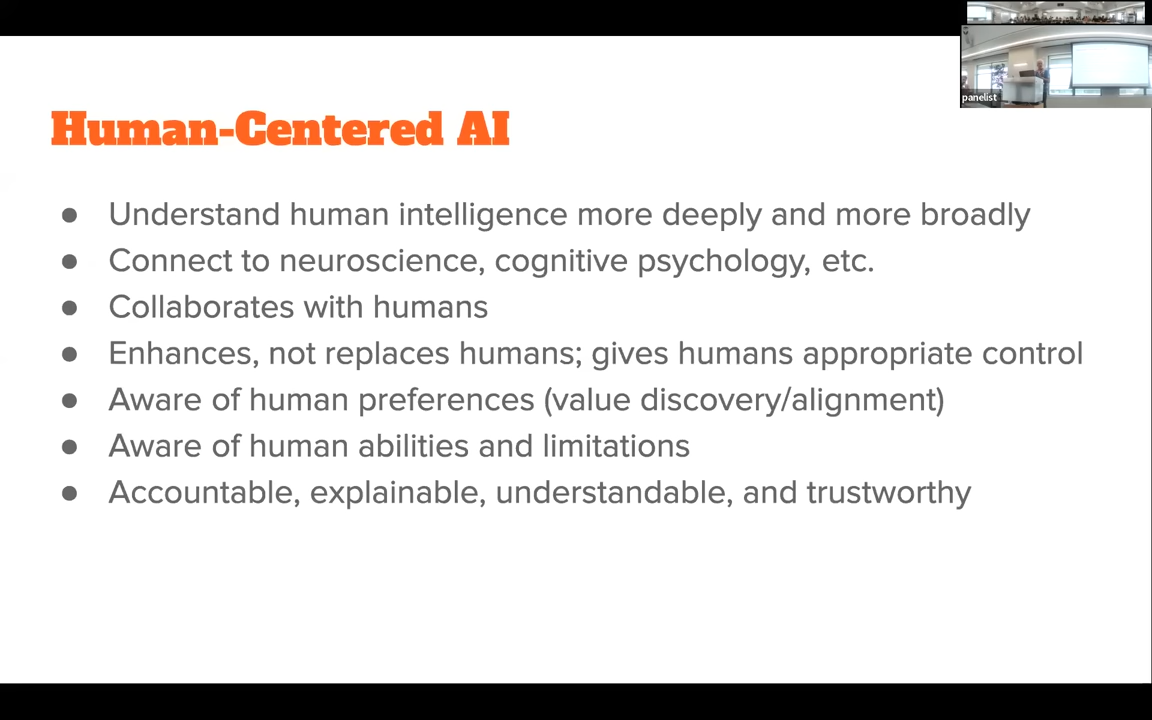 Human-Centered AI
● Understand human intelligence more deeply and more broadly
● Connect to neuroscience, cognitive psychology, etc.
● Collaborates with humans
● Enhances, not replaces humans; gives humans appropriate control
● Aware of human preferences (value discovery/alignment)
● Aware of human abilities and limitations
● Accountable, explainable, understandable, and trustworthy
panelist